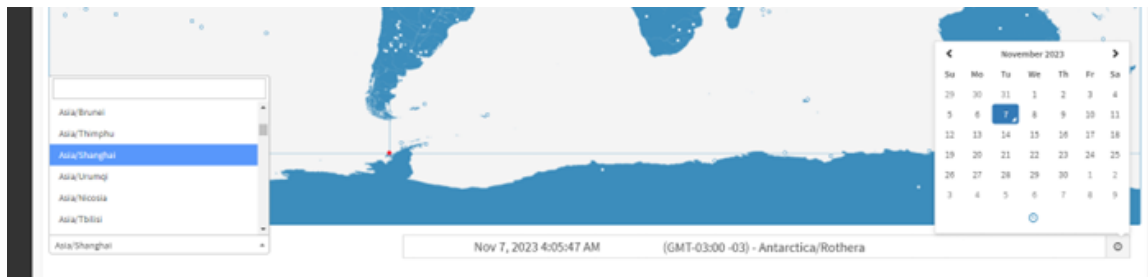 Asia/Brunei
Asia/Thimphu
Asia/Shanghai
Asia/Urumqi
Asia/Nicosia
Asia/Tbilisi
Asia/Shanghai
Nov 7, 2023 4:05:47 AM (GMT-03:00 -03) - Antarctica/Rothera
November 2023
Su Mo Tu We Th Fr Sa
29 30 31 1 2 3 4
5 6 7 8 9 10 11
12 13 14 15 16 17 18
19 20 21 22 23 24 25
26 27 28 29 30 1 2
3 4 5 6 7 8 9